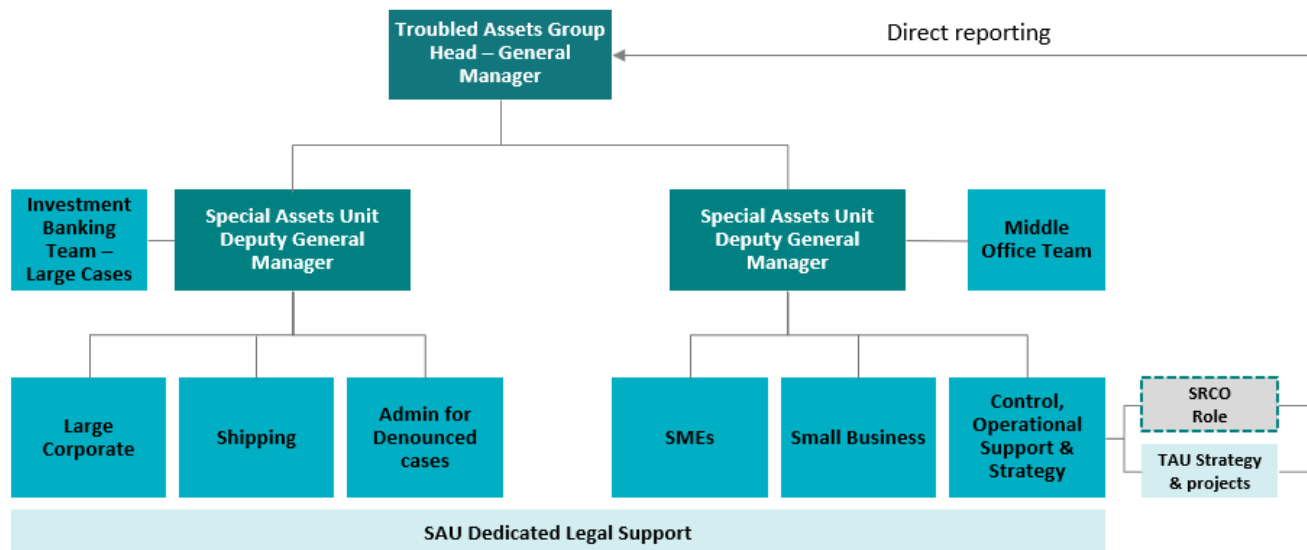 Troubled Assets Group
Head – General
Manager
Direct reporting
Investment
Banking
Team –
Large Cases
Special Assets Unit
Deputy General
Manager
Special Assets Unit
Deputy General
Manager
Middle
Office Team
Large
Corporate
Shipping
Admin for
Denounced
cases
SMEs
Small Business
Control,
Operational
Support &
Strategy
SRCO
Role
TAU Strategy
& projects
SAU Dedicated Legal Support